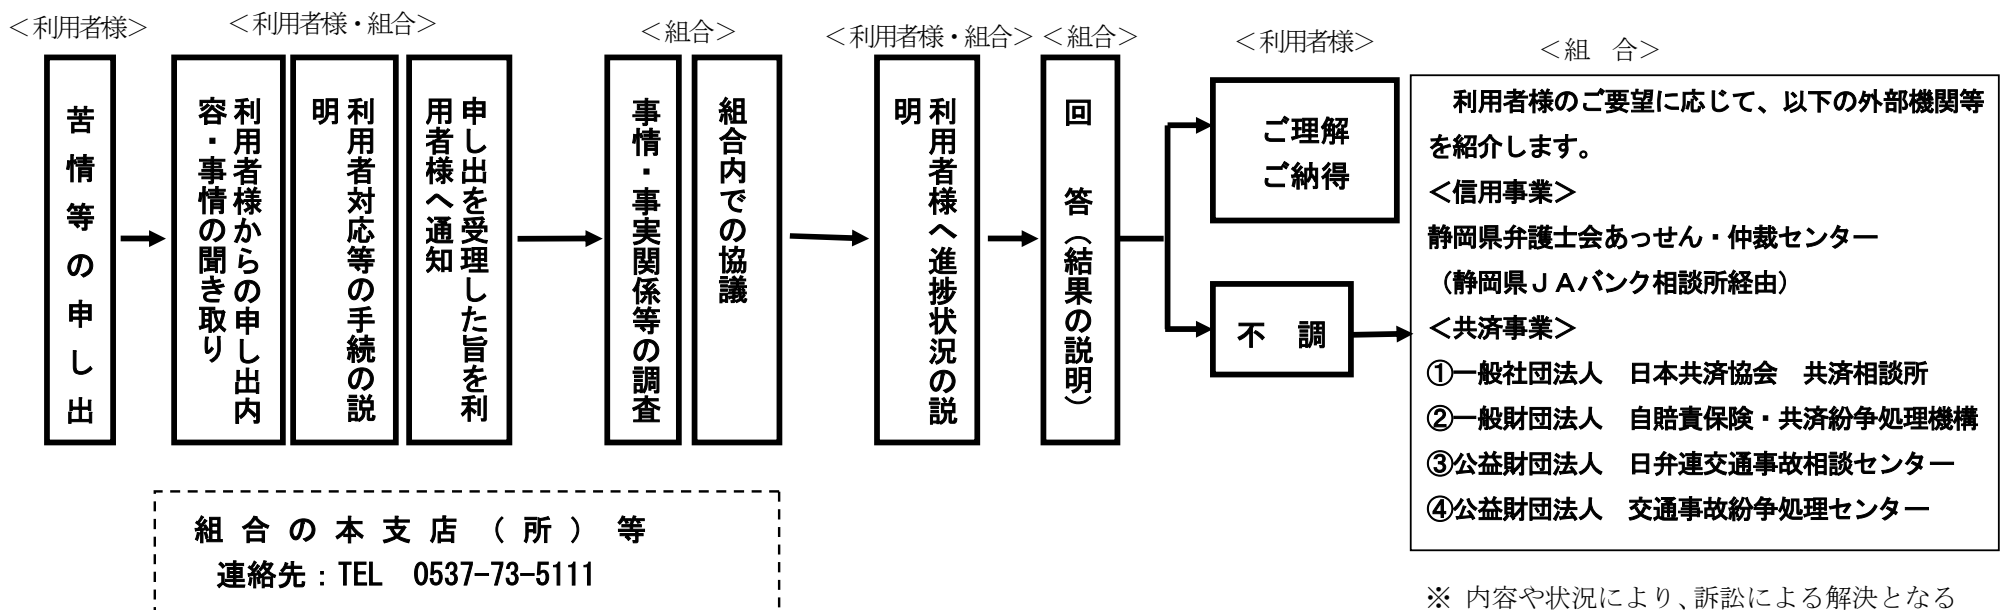 ＜利用者様＞
＜利用者様・組合＞
＜組合＞
＜利用者様・組合＞
＜組合＞
＜利用者様＞
＜組　合＞
苦情等の申し出
利用者様からの申し出内
容・事情の聞き取り
利用者対応等の手続の説
明
申し出を受理した旨を利
用者様へ通知
事情・事実関係等の調査
組合内での協議
利用者様へ進捗状況の説
明
回　答（結果の説明）
ご理解
ご納得
不　調
利用者様のご要望に応じて、以下の外部機関等
を紹介します。
＜信用事業＞
静岡県弁護士会あっせん・仲裁センター
（静岡県ＪＡバンク相談所経由）
＜共済事業＞
①一般社団法人　日本共済協会　共済相談所
②一般財団法人　自賠責保険・共済紛争処理機構
③公益財団法人　日弁連交通事故相談センター
④公益財団法人　交通事故紛争処理センター
組合の本支店（所）等
連絡先：TEL　0537-73-5111
※ 内容や状況により、訴訟による解決となる